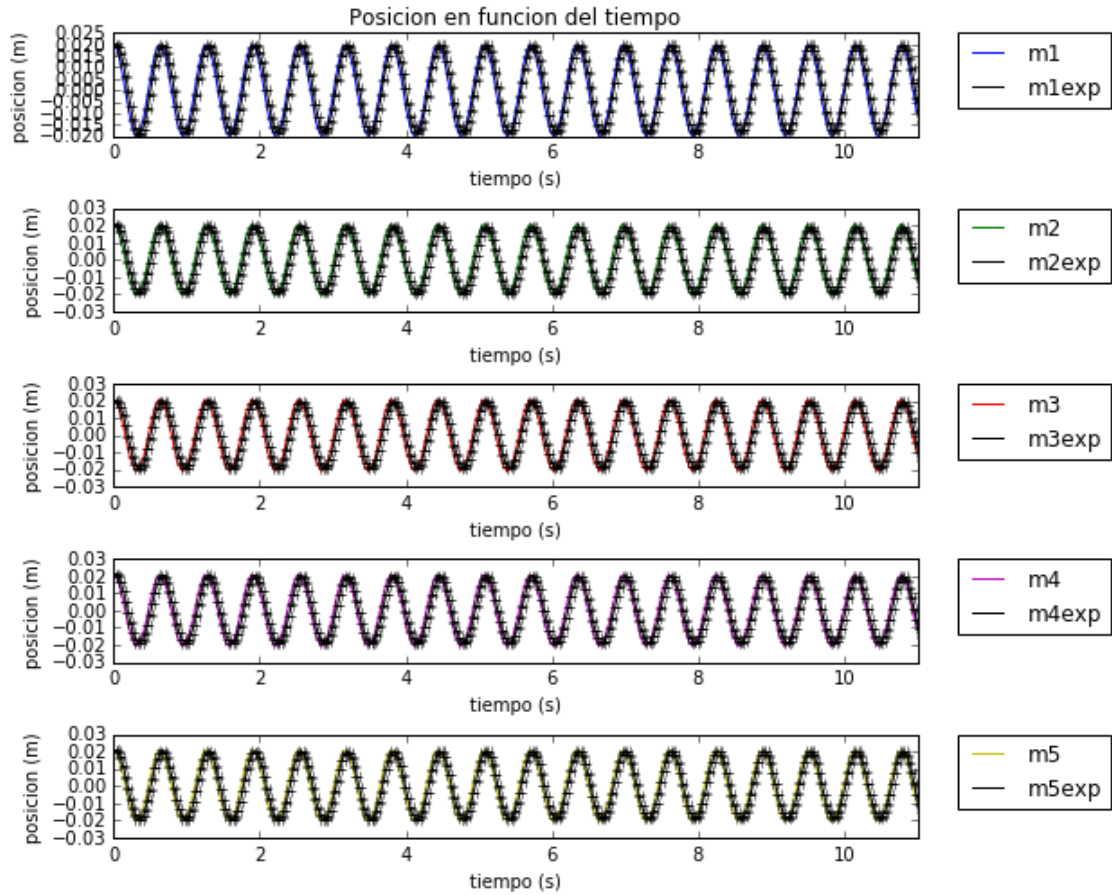 Posicion en funcion del tiempo
0.025
0.020
0.015
0.010
0.005
0.000
−0.005
−0.010
−0.015
−0.020
posicion (m)
0 2 4 6 8 10
tiempo (s)
m1
m1exp
0.03
0.02
0.01
0.00
−0.01
−0.02
−0.03
posicion (m)
0 2 4 6 8 10
tiempo (s)
m2
m2exp
0.03
0.02
0.01
0.00
−0.01
−0.02
−0.03
posicion (m)
0 2 4 6 8 10
tiempo (s)
m3
m3exp
0.03
0.02
0.01
0.00
−0.01
−0.02
−0.03
posicion (m)
0 2 4 6 8 10
tiempo (s)
m4
m4exp
0.03
0.02
0.01
0.00
−0.01
−0.02
−0.03
posicion (m)
0 2 4 6 8 10
tiempo (s)
m5
m5exp